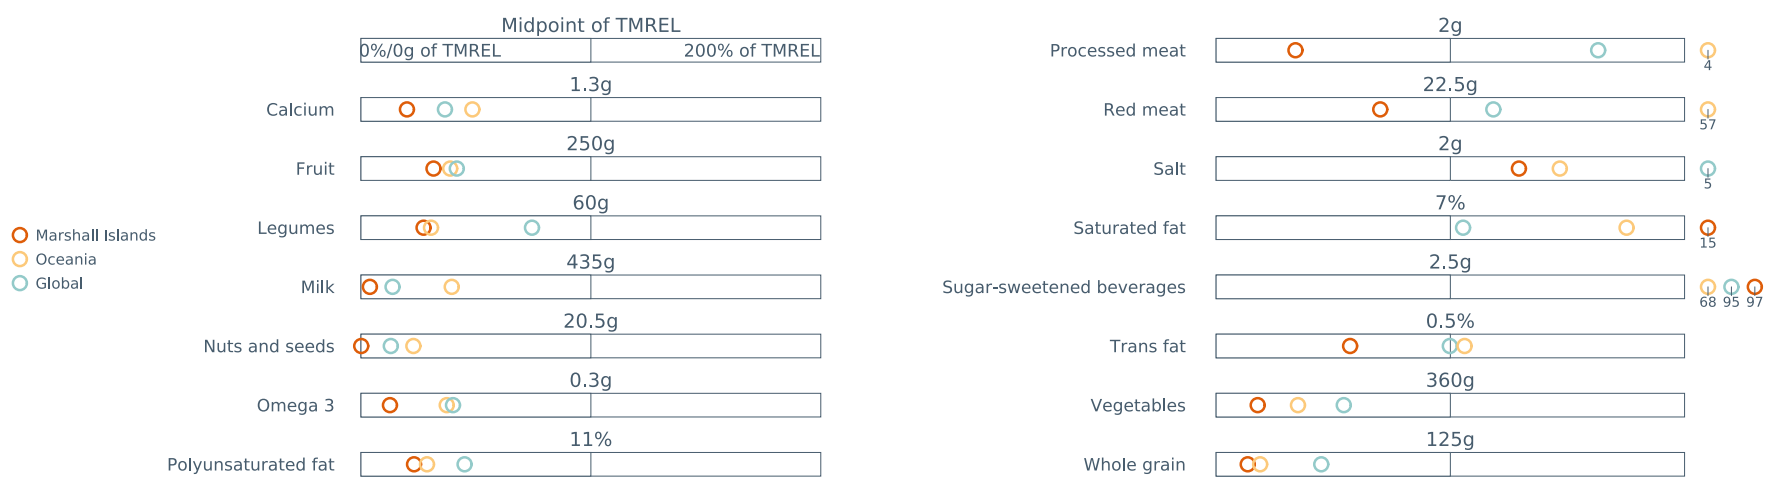 Midpoint of TMREL
0%/0g of TMREL 200% of TMREL
1.3g
Calcium
250g
Fruit
60g
Legumes
435g
Milk
20.5g
Nuts and seeds
0.3g
Omega 3
11%
Polyunsaturated fat
Marshall Islands
Oceania
Global
2g
Processed meat
4
22.5g
Red meat
57
2g
Salt
5
7%
Saturated fat
15
2.5g
Sugar-sweetened beverages
68 95 97
0.5%
Trans fat
360g
Vegetables
125g
Whole grain